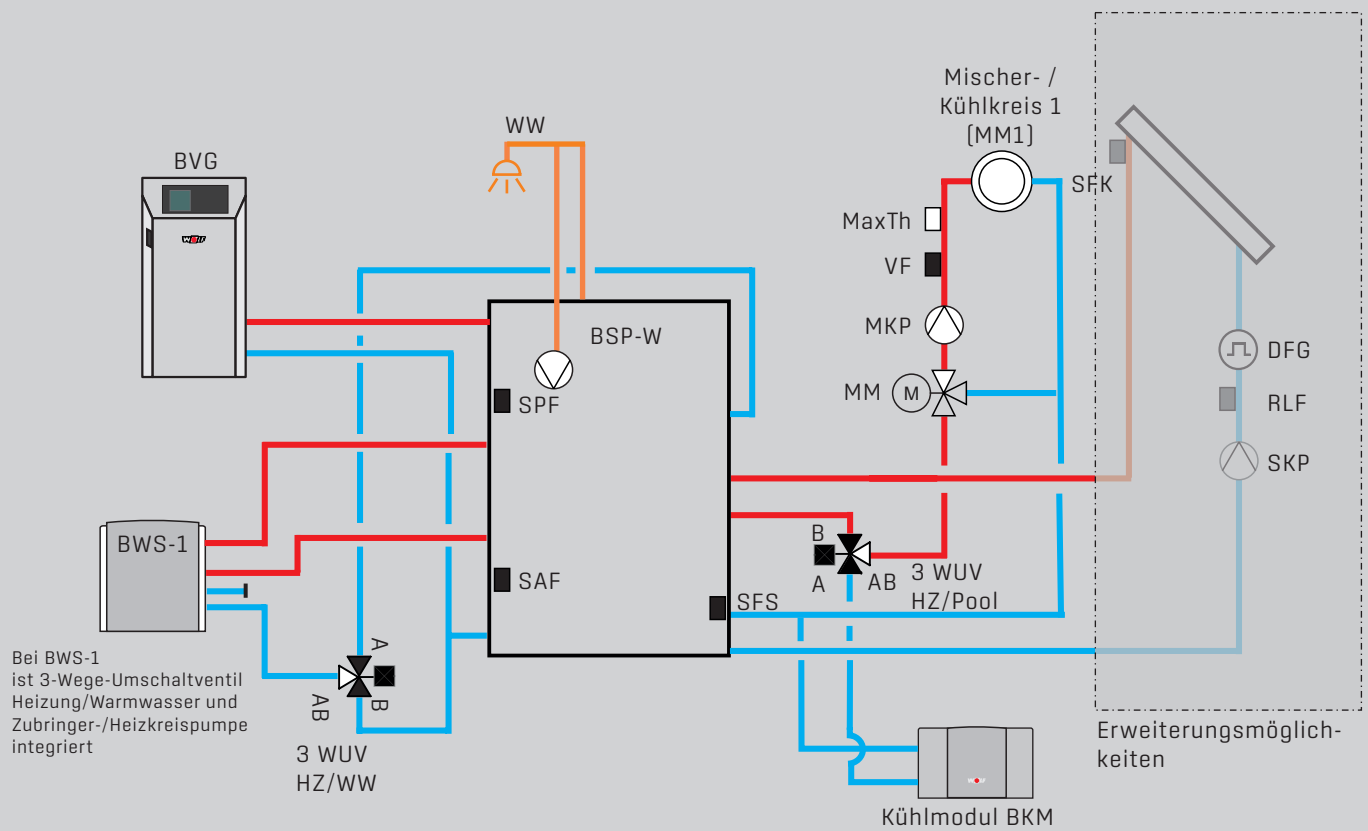 Mischer- /
Kühlkreis 1
(MM1)
WW
BVG
WOLF
SFK
MaxTh
VF
MKP
BSP-W
DFG
SPF
MM
M
RLF
SKP
BWS-1
B
A
AB
3 WUV
HZ/Pool
SAF
SFS
Bei BWS-1
ist 3-Wege-Umschaltventil
Heizung/Warmwasser und
Zubringer-/Heizkreispumpe
integriert
A
AB
B
3 WUV
HZ/WW
Erweiterungsmöglich-
keiten
WOLF
Kühlmodul BKM